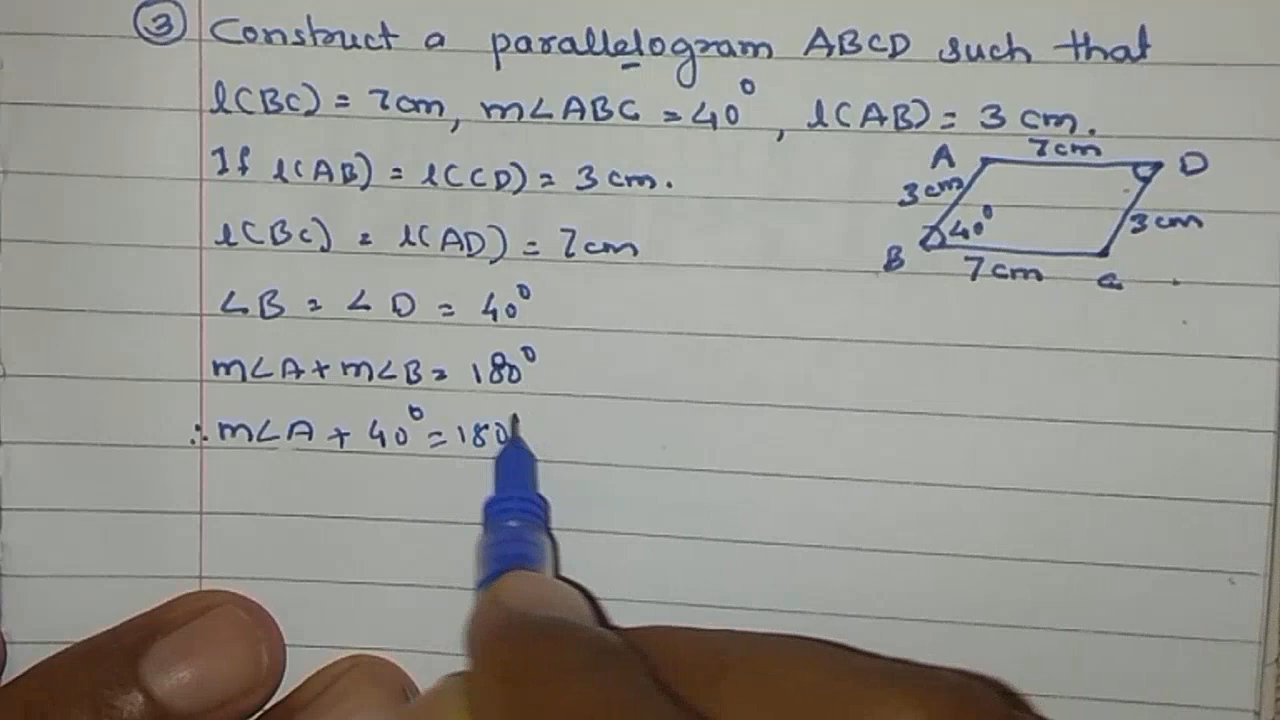 ③ Construct a parallelogram ABCD such that
l(BC) = 7cm, m∠ABC = 40°, l(AB) = 3 cm.
If l(AB) = l(CD) = 3 cm.
l(BC) = l(AD) = 7cm
∠B = ∠D = 40°
m∠A + m∠B = 180°
∴ m∠A + 40° = 180
A 7cm D
3cm 40° 3cm
B 7cm C